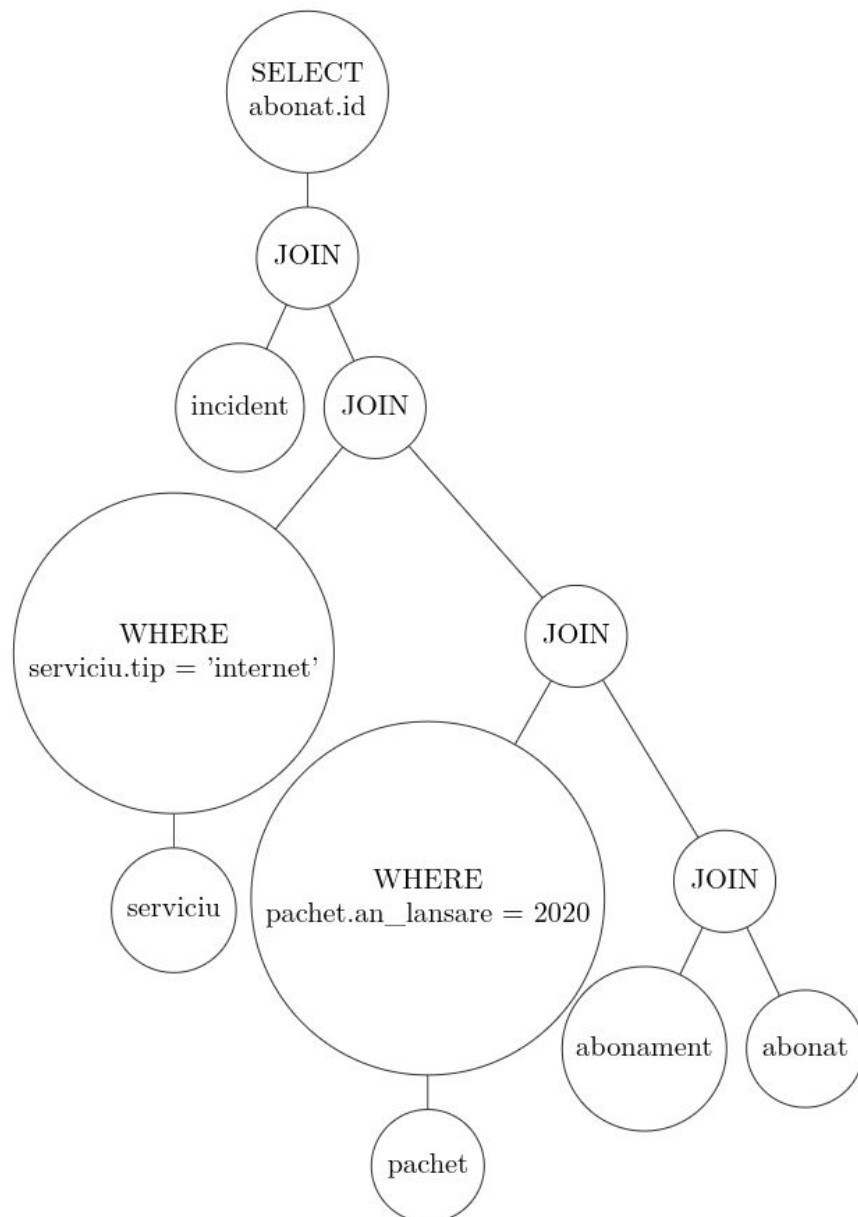 SELECT
abonat.id
JOIN
incident
JOIN
WHERE
serviciu.tip = 'internet'
JOIN
serviciu
WHERE
pachet.an_lansare = 2020
JOIN
abonament
abonat
pachet